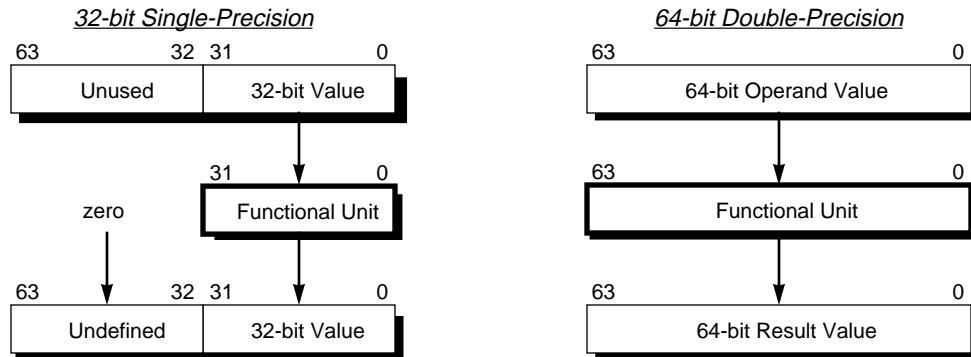 32-bit Single-Precision
63 32 31 0
Unused 32-bit Value
31 0
zero Functional Unit
63 32 31 0
Undefined 32-bit Value
64-bit Double-Precision
63 0
64-bit Operand Value
63 0
Functional Unit
63 0
64-bit Result Value